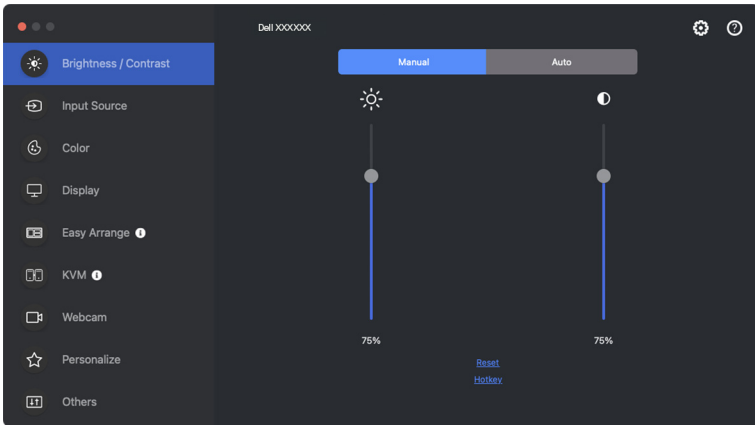 Dell XXXXXX
Brightness / Contrast
Input Source
Color
Display
Easy Arrange
KVM
Webcam
Personalize
Others
Manual
Auto
75%
75%
Reset
Hotkey